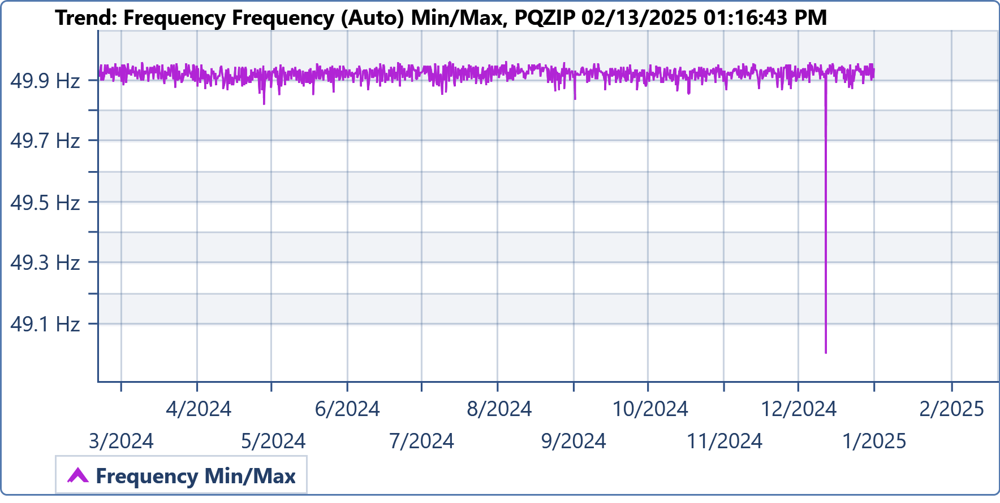 Trend: Frequency Frequency (Auto) Min/Max, PQZIP 02/13/2025 01:16:43 PM
49.9 Hz
49.7 Hz
49.5 Hz
49.3 Hz
49.1 Hz
4/2024 6/2024 8/2024 10/2024 12/2024 2/2025
3/2024 5/2024 7/2024 9/2024 11/2024 1/2025
Frequency Min/Max